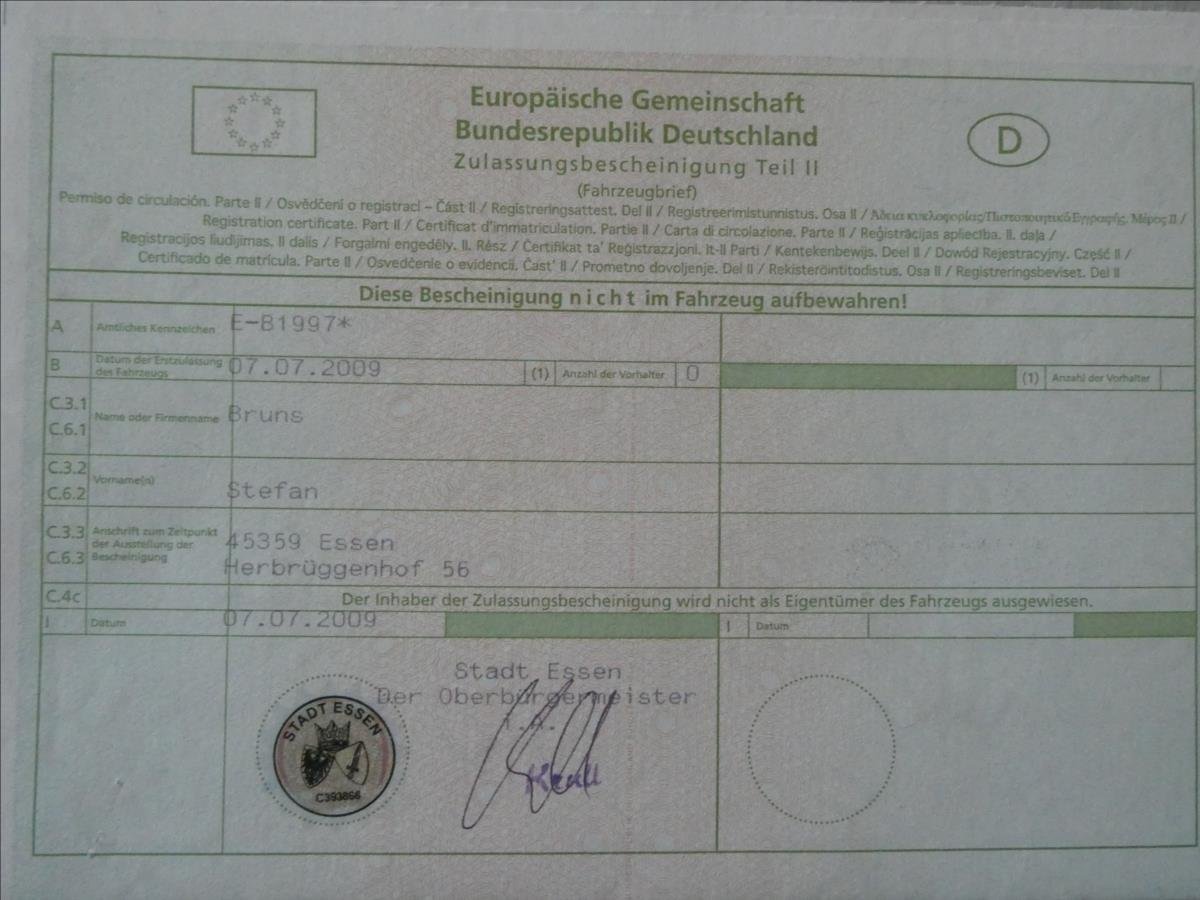 Europäische Gemeinschaft
Bundesrepublik Deutschland
D
Zulassungsbescheinigung Teil II
(Fahrzeugbrief)
Permiso de circulación. Parte II / Osvědčení o registraci – Část II / Registreringsattest. Del II / Registreerimistunnistus. Osa II / Άδεια κυκλοφορίας/Πιστοποιητικό Εγγραφής. Μέρος II /
Registration certificate. Part II / Certificat d'immatriculation. Partie II / Carta di circolazione. Parte II / Reģistrācijas apliecība. II. daļa /
Registracijos liudijimas. II dalis / Forgalmi engedély. II. Rész / Ċertifikat ta' Reġistrazzjoni. It-II Parti / Kentekenbewijs. Deel II / Dowód Rejestracyjny. Część II /
Certificado de matrícula. Parte II / Osvedčenie o evidencii. Časť II / Prometno dovoljenje. Del II / Rekisteröintitodistus. Osa II / Registreringsbeviset. Del II
Diese Bescheinigung nicht im Fahrzeug aufbewahren!
A Amtliches Kennzeichen E-B1997*
B Datum der Erstzulassung des Fahrzeugs 07.07.2009 (1) Anzahl der Vorhalter 0 (1) Anzahl der Vorhalter
C.3.1
C.6.1 Name oder Firmenname Bruns
C.3.2
C.6.2 Vorname(n) Stefan
C.3.3 Anschrift zum Zeitpunkt
der Ausstellung der 45359 Essen
C.6.3 Bescheinigung Herbrüggenhof 56
C.4c Der Inhaber der Zulassungsbescheinigung wird nicht als Eigentümer des Fahrzeugs ausgewiesen.
I Datum 07.07.2009 I Datum
Stadt Essen
Der Oberbürgermeister
I.A.
STADT ESSEN
C393866